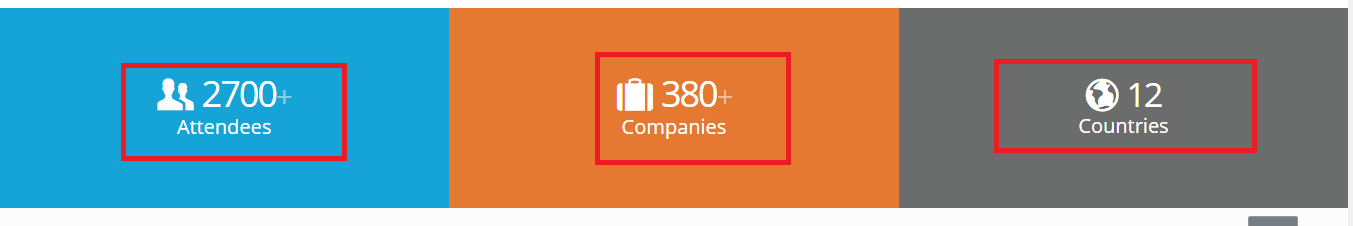 2700+
Attendees
380+
Companies
12
Countries